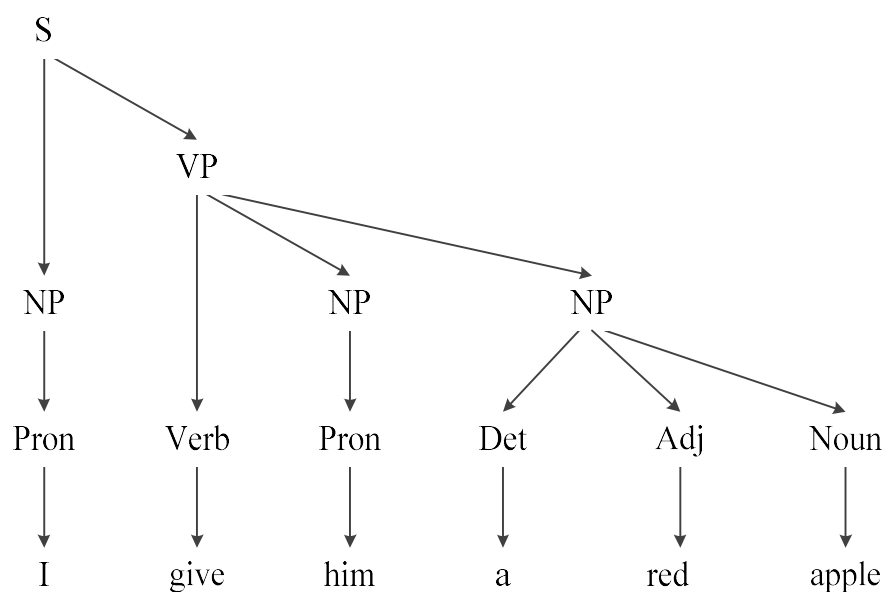 S
VP
NP NP NP
Pron Verb Pron Det Adj Noun
I give him a red apple